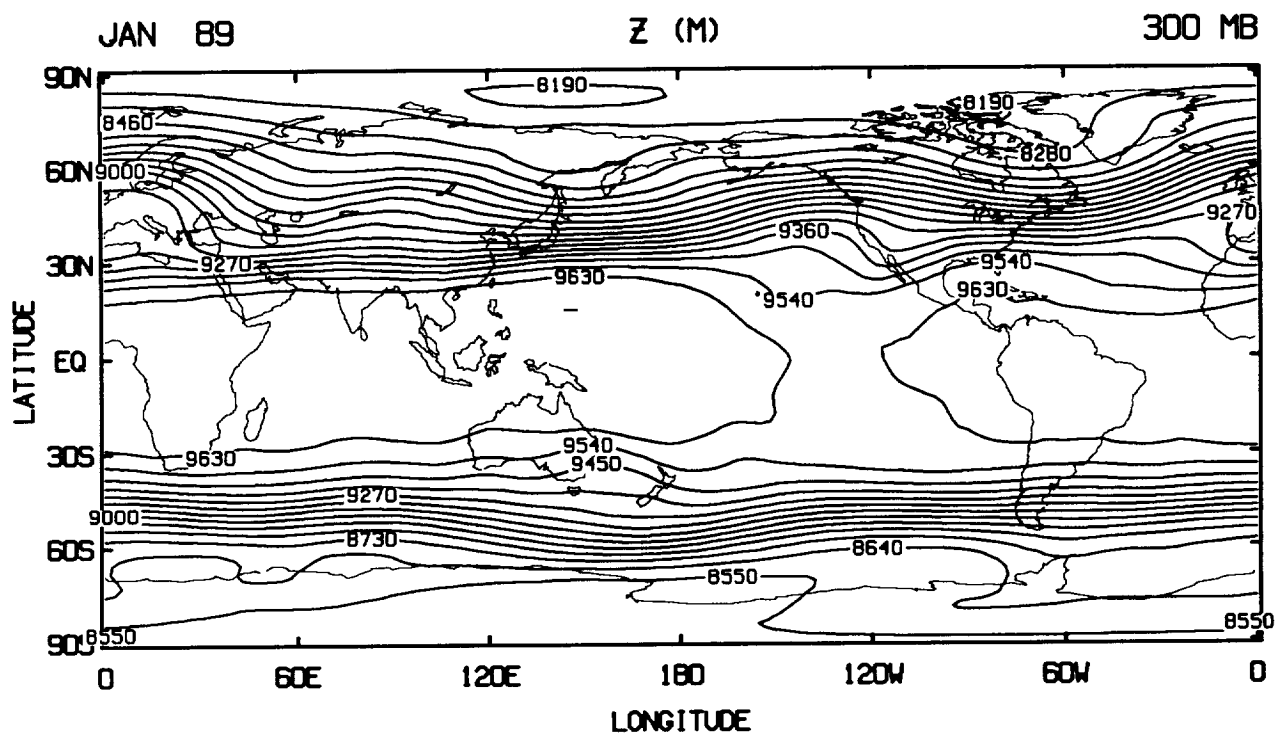 JAN 89 Z (M) 300 MB
90N 8190 8190
8460 8280
60N 9000 9270
9360
30N 9270 9630 9540 9540
9630
LATITUDE
EQ
30S 9630 9540
9450
9270
9000
60S 8730 8640
8550
90S 8550 8550
0 60E 120E 180 120W 60W 0
LONGITUDE